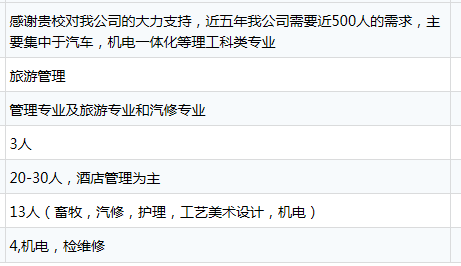 感谢贵校对我公司的大力支持，近五年我公司需要近500人的需求，主
要集中于汽车，机电一体化等理工科类专业
旅游管理
管理专业及旅游专业和汽修专业
3人
20-30人，酒店管理为主
13人（畜牧，汽修，护理，工艺美术设计，机电）
4,机电，检维修